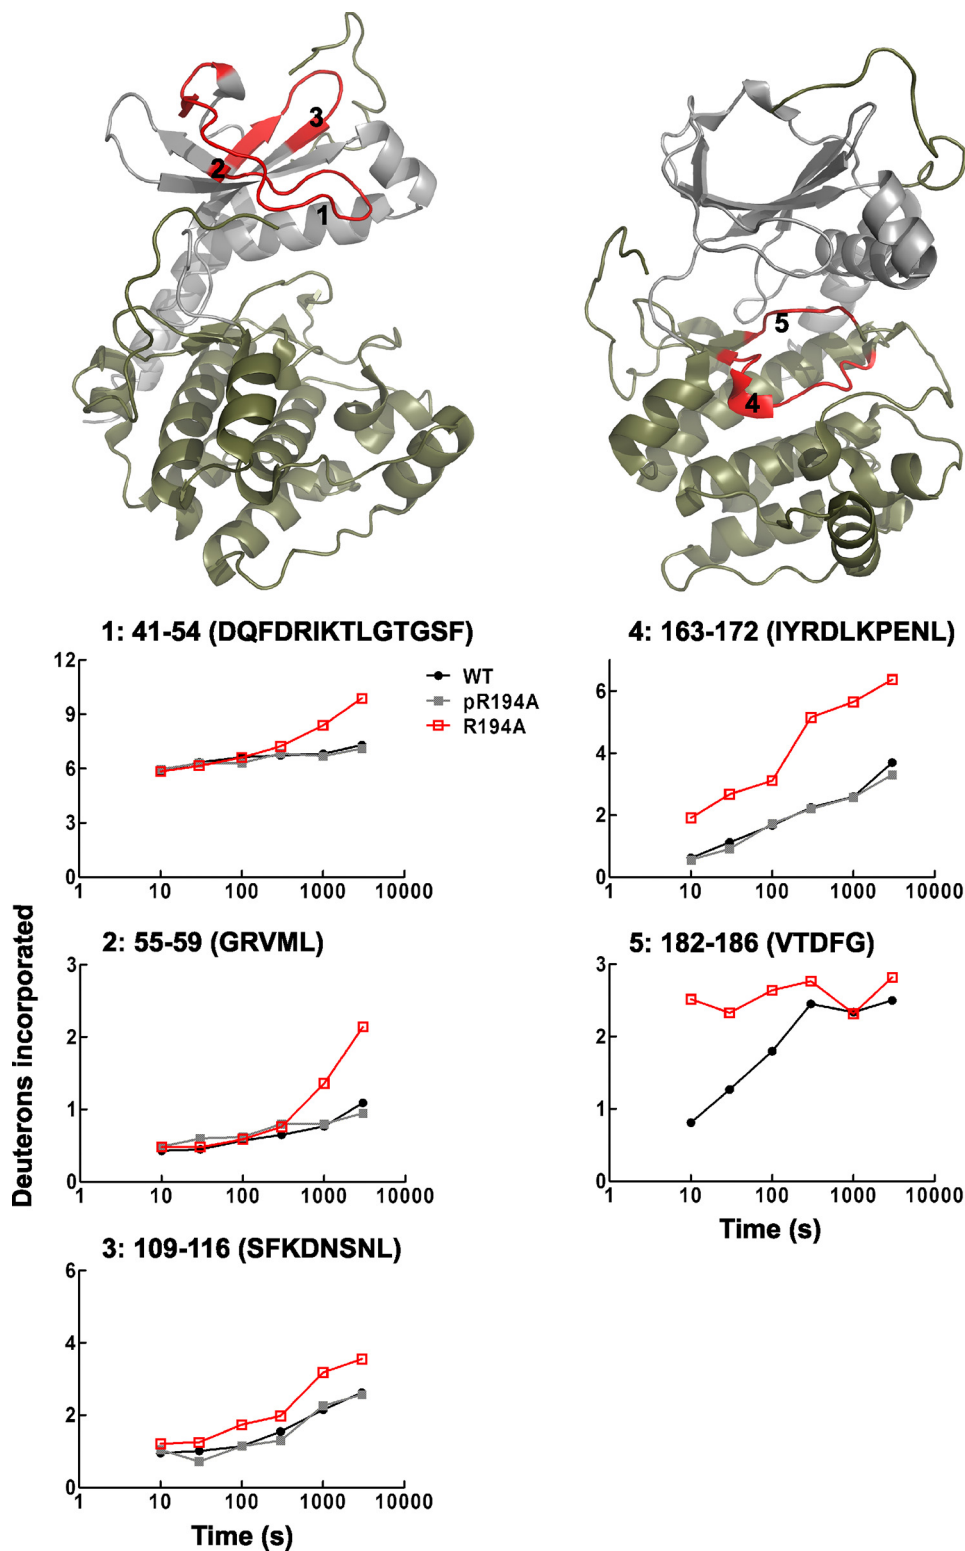 3
2
1
5
4
1: 41-54 (DQFDRIKTLGTGSF)
12
9
6
3
0
1 10 100 1000 10000
WT
pR194A
R194A
4: 163-172 (IYRDLKPENL)
6
4
2
0
1 10 100 1000 10000
2: 55-59 (GRVML)
3
2
1
0
1 10 100 1000 10000
5: 182-186 (VTDFG)
3
2
1
0
1 10 100 1000 10000
Time (s)
Deuterons incorporated
3: 109-116 (SFKDNSNL)
6
4
2
0
1 10 100 1000 10000
Time (s)